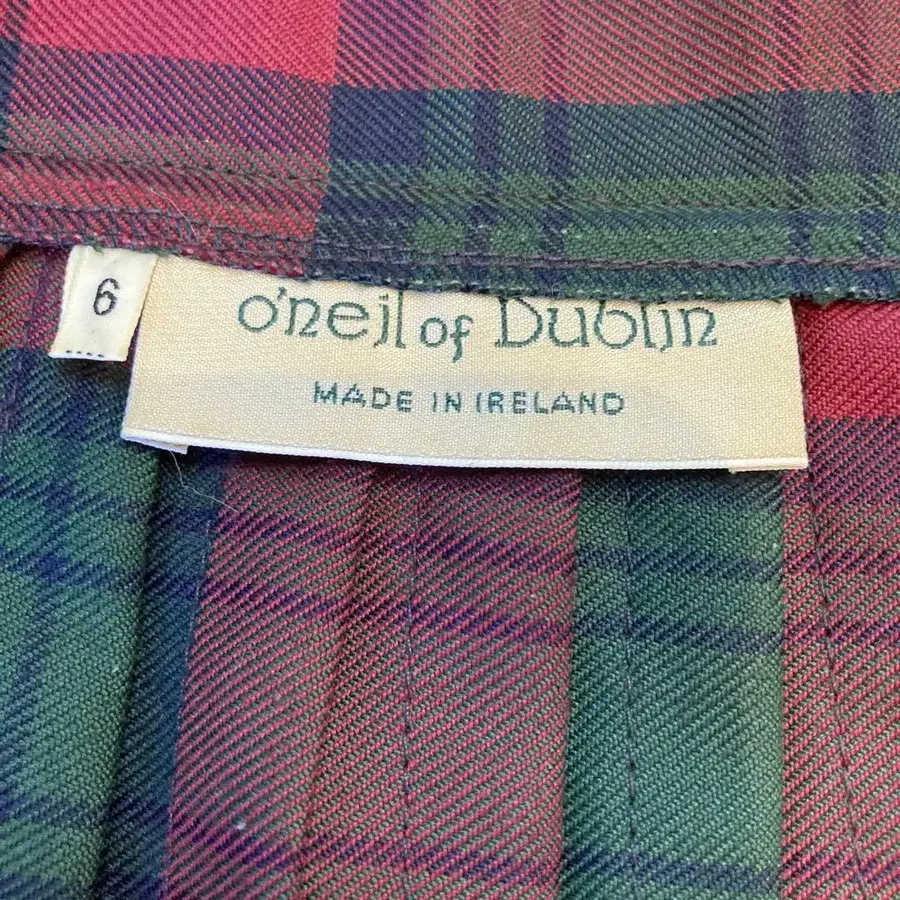 6
o'neil of Dublin
MADE IN IRELAND